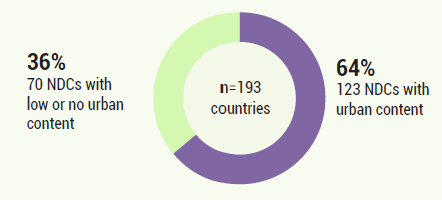 36%
70 NDCs with
low or no urban
content
n=193
countries
64%
123 NDCs with
urban content